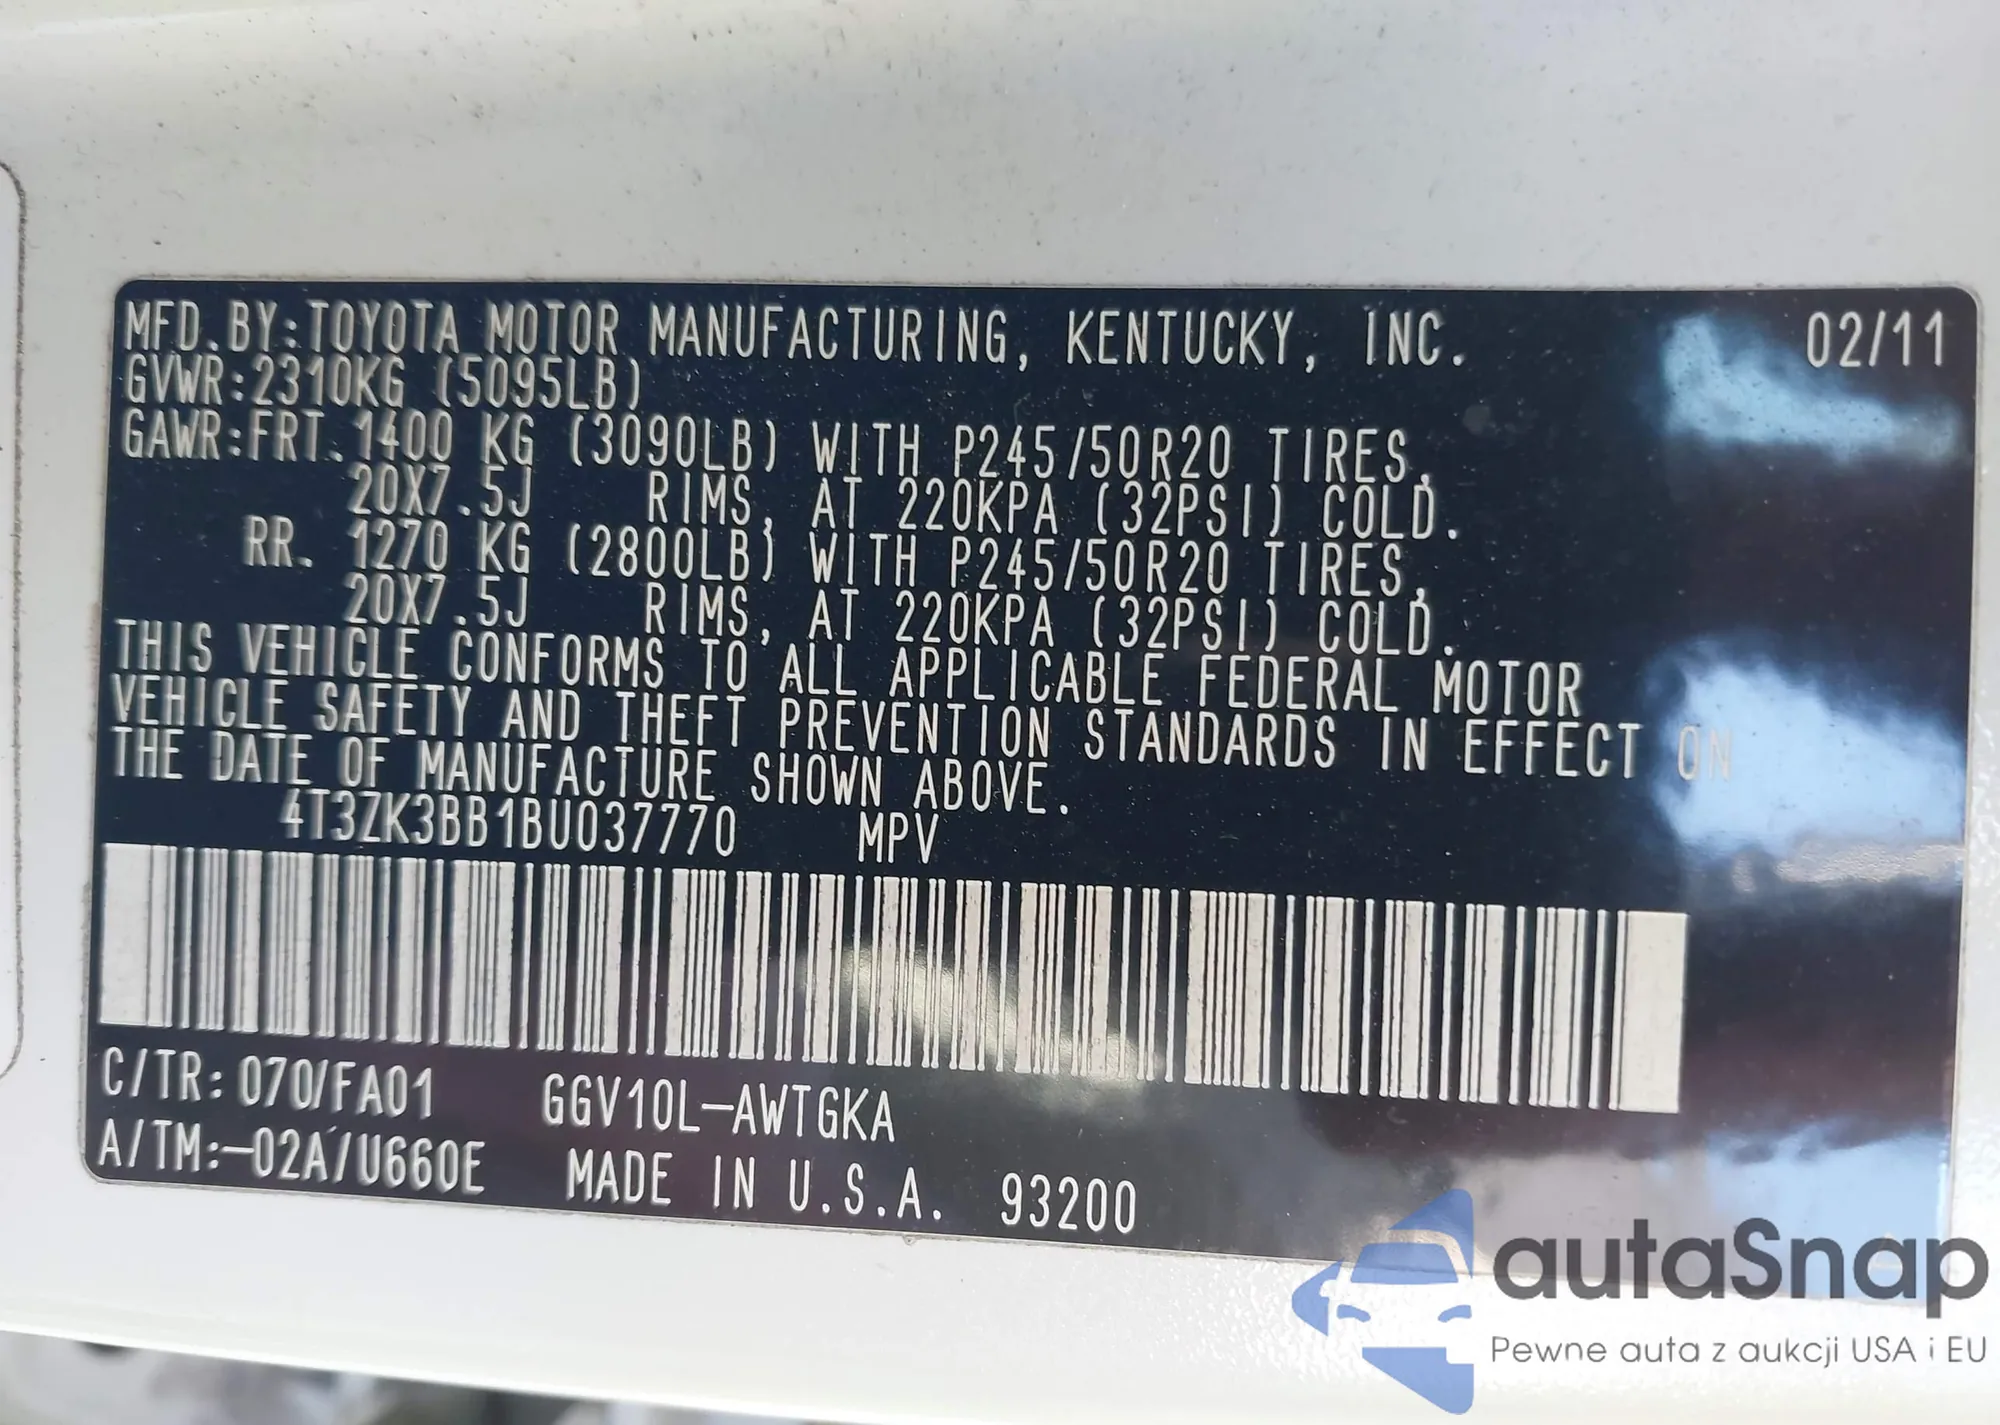 MFD.BY:TOYOTA MOTOR MANUFACTURING, KENTUCKY, INC. 02/11
GVWR:2310KG (5095LB)
GAWR:FRT.1400 KG (3090LB) WITH P245/50R20 TIRES,
20X7.5J RIMS, AT 220KPA (32PSI) COLD.
RR. 1270 KG (2800LB) WITH P245/50R20 TIRES,
20X7.5J RIMS, AT 220KPA (32PSI) COLD.
THIS VEHICLE CONFORMS TO ALL APPLICABLE FEDERAL MOTOR
VEHICLE SAFETY AND THEFT PREVENTION STANDARDS IN EFFECT ON
THE DATE OF MANUFACTURE SHOWN ABOVE.
4T3ZK3BB1BU037770 MPV
C/TR:070/FA01 GGV10L-AWTGKA
A/TM:-02A/U660E MADE IN U.S.A. 93200
autaSnap
Pewne auta z aukcji USA i EU